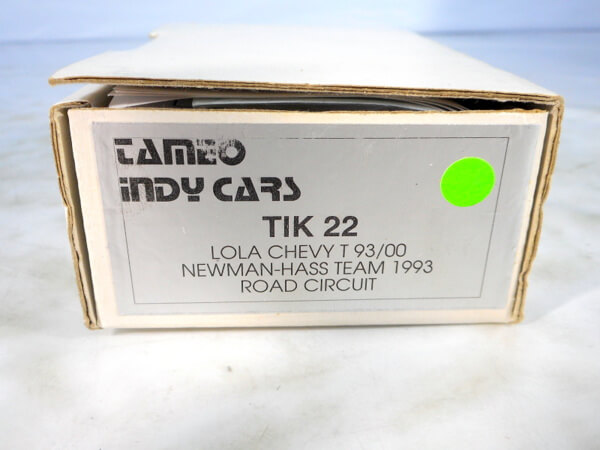 TAMEO
INDY CARS
TIK 22
LOLA CHEVY T 93/00
NEWMAN-HASS TEAM 1993
ROAD CIRCUIT